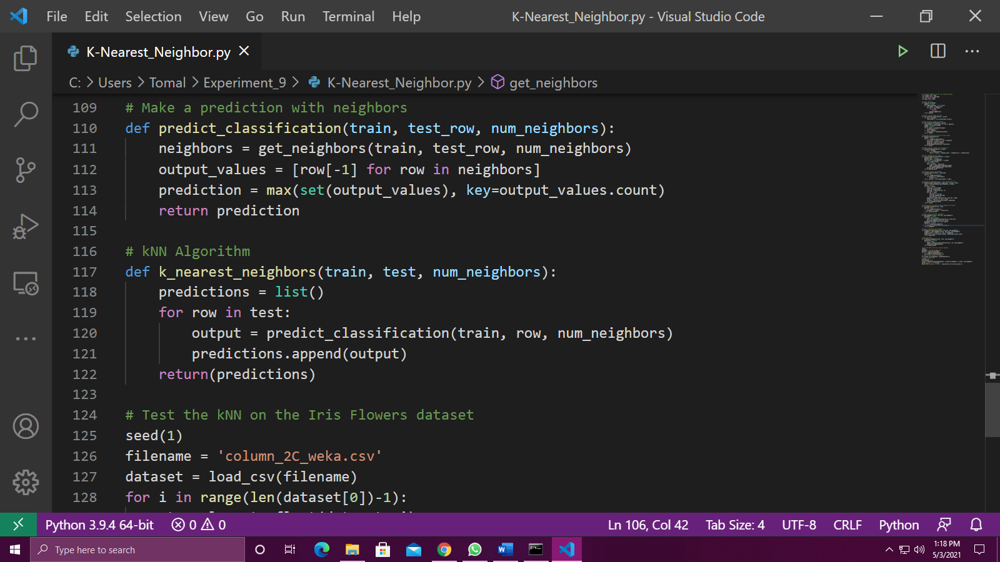 File Edit Selection View Go Run Terminal Help K-Nearest_Neighbor.py - Visual Studio Code
K-Nearest_Neighbor.py
C: > Users > Tomal > Experiment_9 > K-Nearest_Neighbor.py > get_neighbors
109 # Make a prediction with neighbors
110 def predict_classification(train, test_row, num_neighbors):
111     neighbors = get_neighbors(train, test_row, num_neighbors)
112     output_values = [row[-1] for row in neighbors]
113     prediction = max(set(output_values), key=output_values.count)
114     return prediction
115
116 # kNN Algorithm
117 def k_nearest_neighbors(train, test, num_neighbors):
118     predictions = list()
119     for row in test:
120         output = predict_classification(train, row, num_neighbors)
121         predictions.append(output)
122     return(predictions)
123
124 # Test the kNN on the Iris Flowers dataset
125 seed(1)
126 filename = 'column_2C_weka.csv'
127 dataset = load_csv(filename)
128 for i in range(len(dataset[0])-1):
Python 3.9.4 64-bit 0 0 Ln 106, Col 42 Tab Size: 4 UTF-8 CRLF Python
Type here to search
1:18 PM
5/3/2021